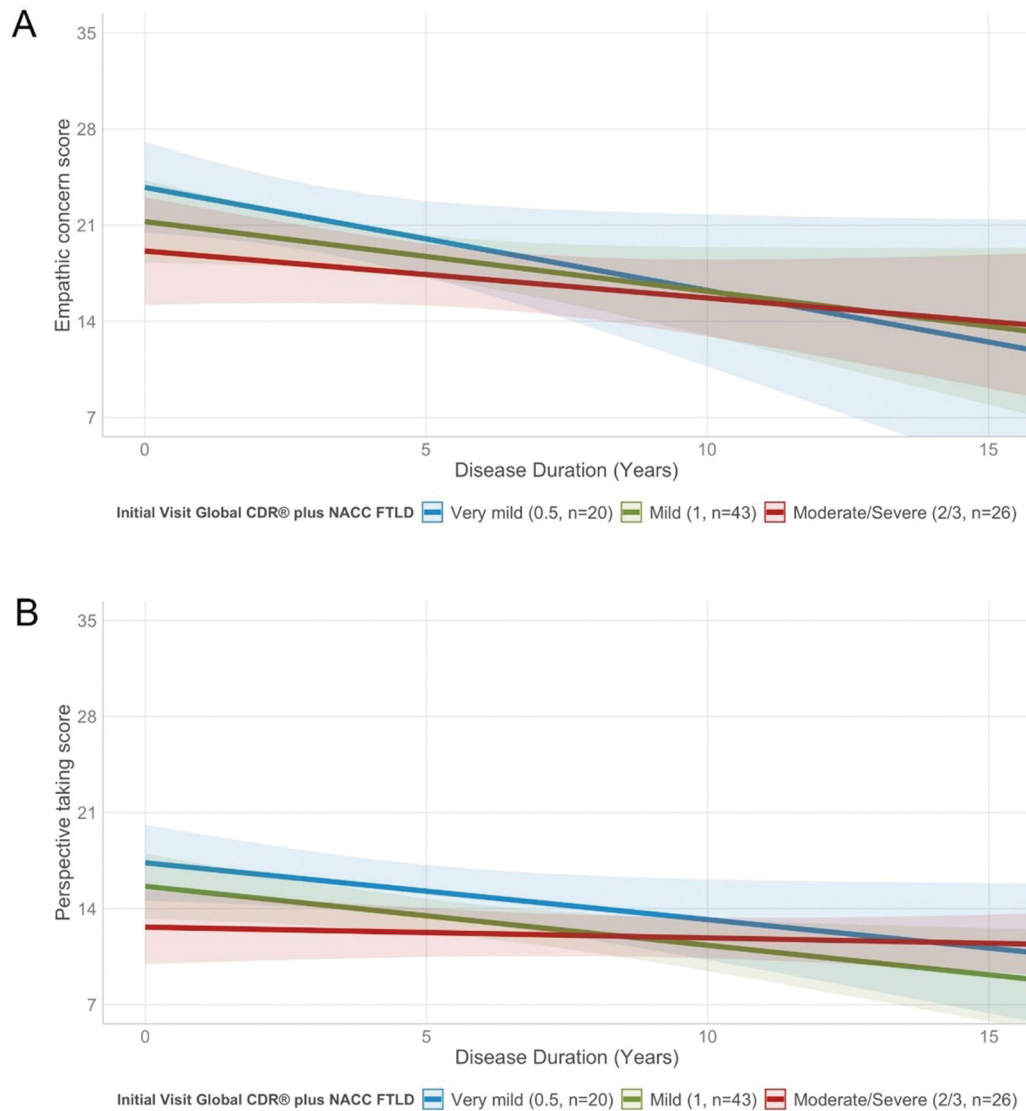 A
Empathic concern score
35
28
21
14
7
0 5 10 15
Disease Duration (Years)
Initial Visit Global CDR® plus NACC FTLD Very mild (0.5, n=20) Mild (1, n=43) Moderate/Severe (2/3, n=26)
B
Perspective taking score
35
28
21
14
7
0 5 10 15
Disease Duration (Years)
Initial Visit Global CDR® plus NACC FTLD Very mild (0.5, n=20) Mild (1, n=43) Moderate/Severe (2/3, n=26)